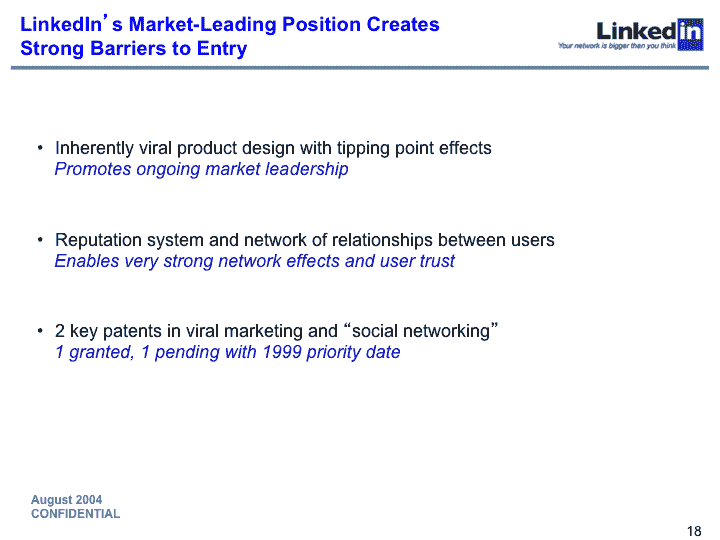 LinkedIn’s Market-Leading Position Creates
Strong Barriers to Entry
Linked in
Your network is bigger than you think
• Inherently viral product design with tipping point effects
Promotes ongoing market leadership
• Reputation system and network of relationships between users
Enables very strong network effects and user trust
• 2 key patents in viral marketing and “social networking”
1 granted, 1 pending with 1999 priority date
August 2004
CONFIDENTIAL
18